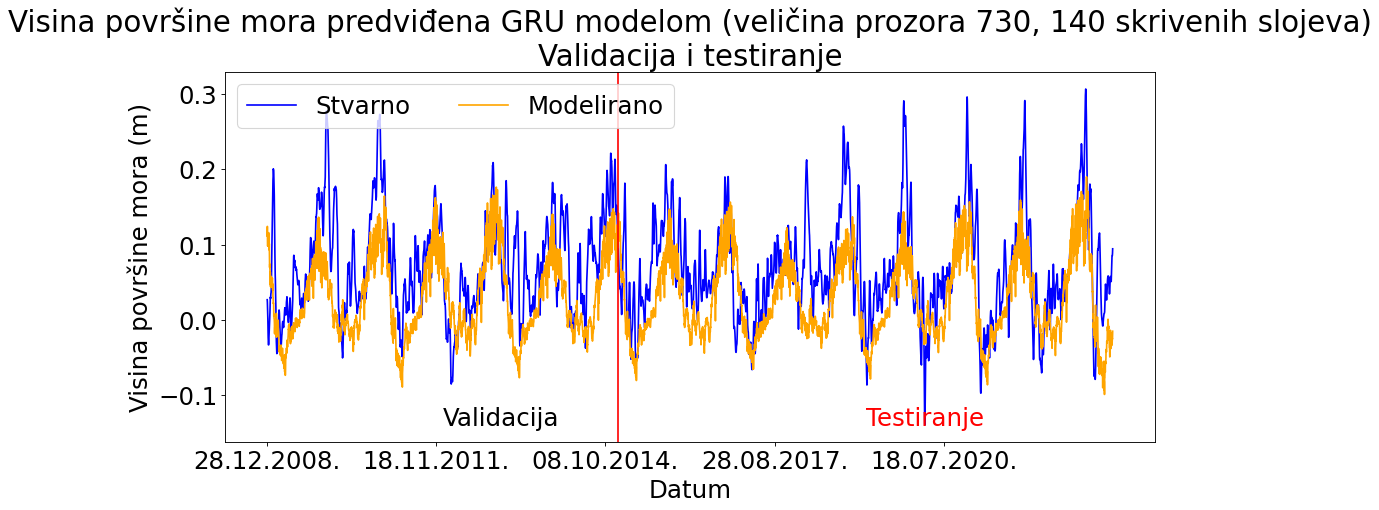 Visina površine mora predviđena GRU modelom (veličina prozora 730, 140 skrivenih slojeva)
Validacija i testiranje
Stvarno Modelirano
Visina površine mora (m)
0.3
0.2
0.1
0.0
−0.1
Validacija Testiranje
28.12.2008. 18.11.2011. 08.10.2014. 28.08.2017. 18.07.2020.
Datum